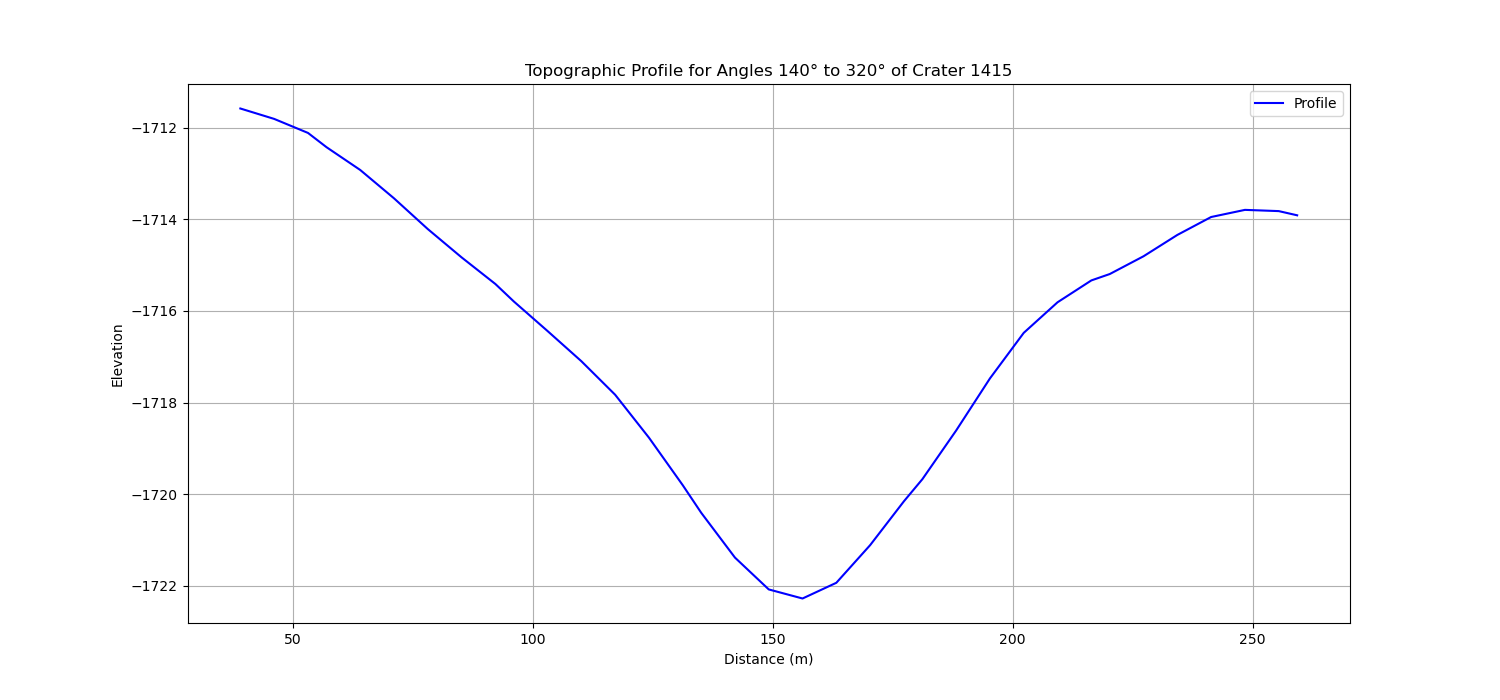 Topographic Profile for Angles 140° to 320° of Crater 1415
Profile
−1712
−1714
−1716
−1718
−1720
−1722
Elevation
50
100
150
200
250
Distance (m)